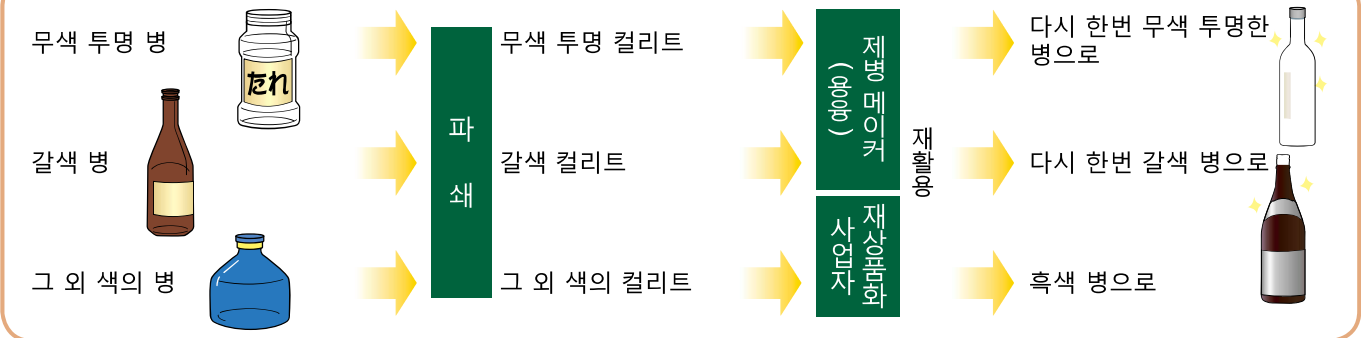 무색 투명 병
たれ
갈색 병
그 외 색의 병
파쇄
무색 투명 컬리트
갈색 컬리트
그 외 색의 컬리트
제병 메이커
(용융)
재상품화
사업자
재활용
다시 한번 무색 투명한
병으로
다시 한번 갈색 병으로
흑색 병으로